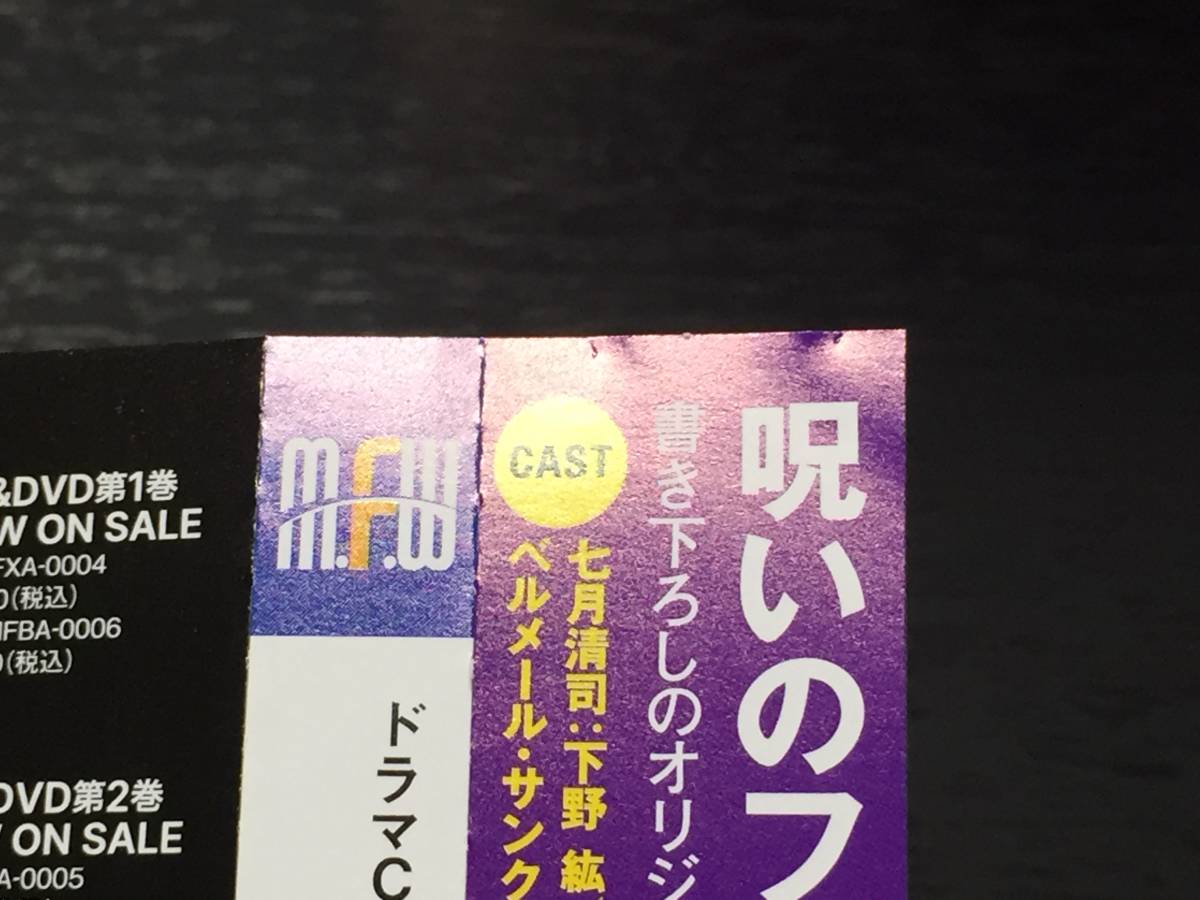 &DVD第1巻
W ON SALE
FXA-0004
0(税込)
MFBA-0006
0(税込)
DVD第2巻
ON SALE
A-0005
m.f.w
M.F.W
ドラマC
CAST
呪いのフ
書き下ろしのオリジ
七月清司:下野 紘
ベルメール・サンク